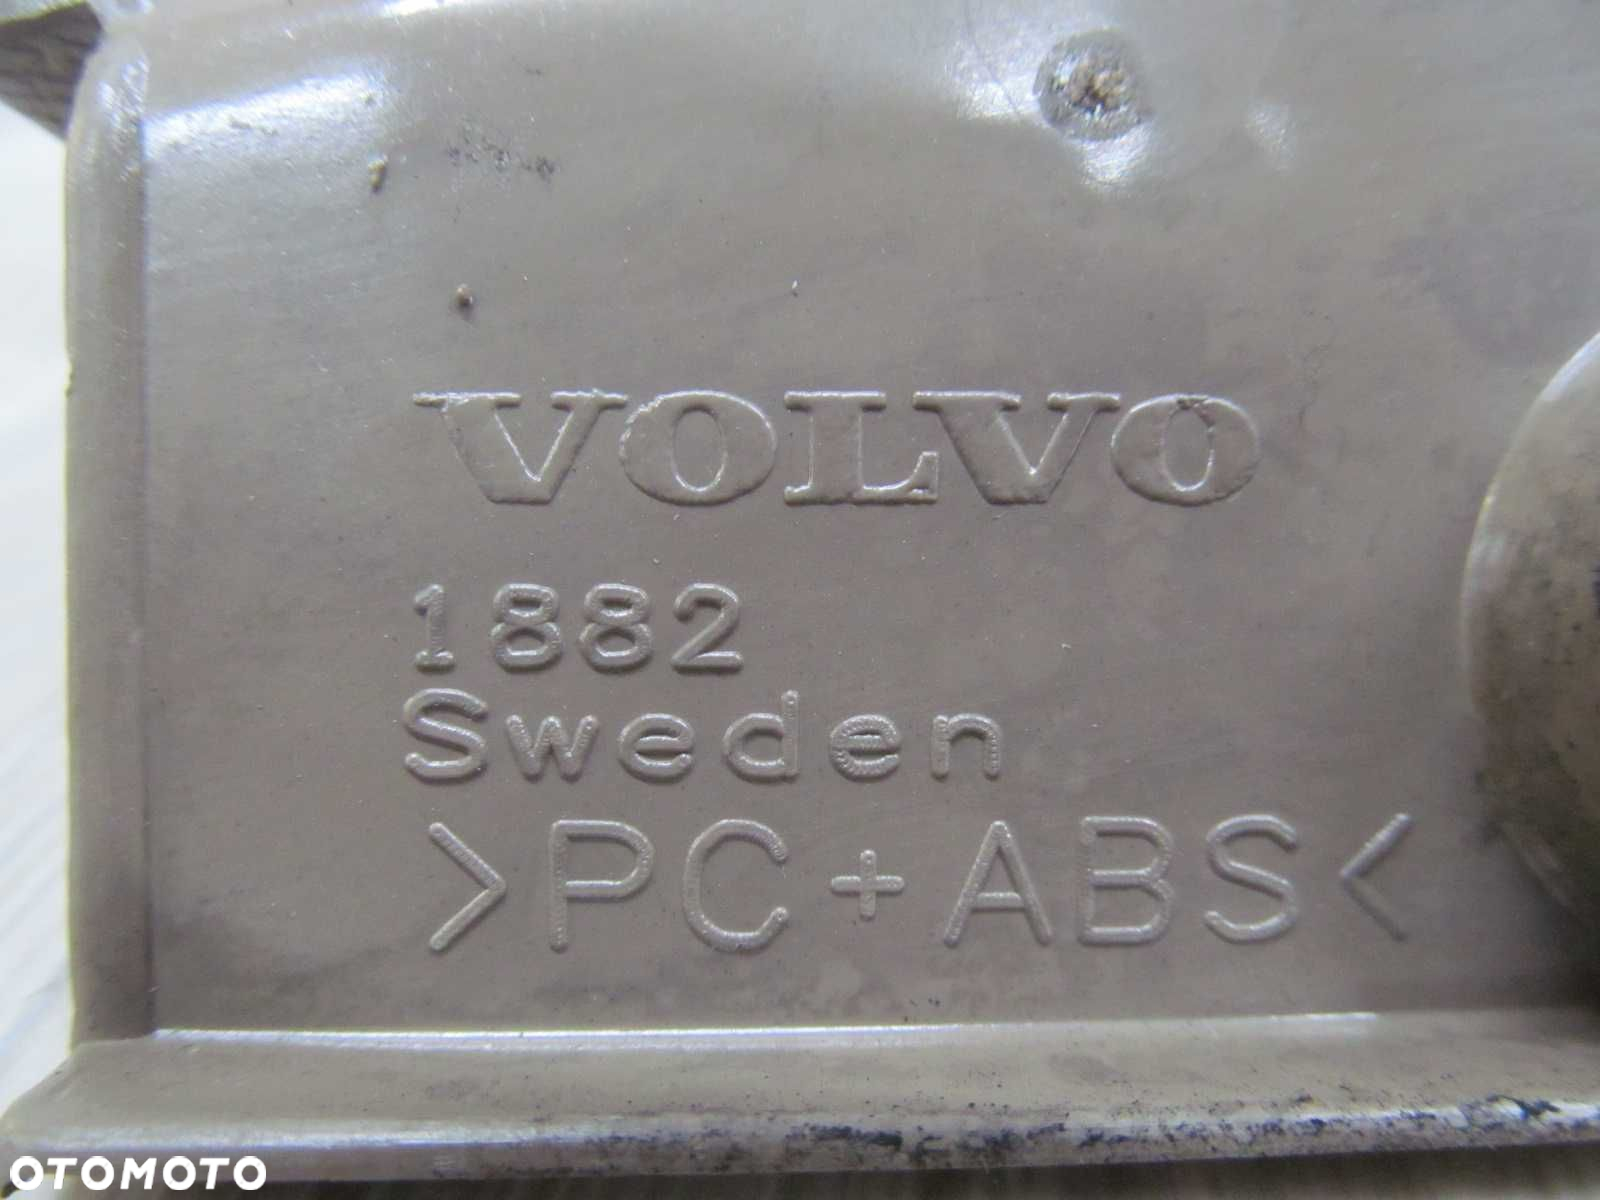 VOLVO
1882
Sweden
>PC+ABS<
OTOMOTO